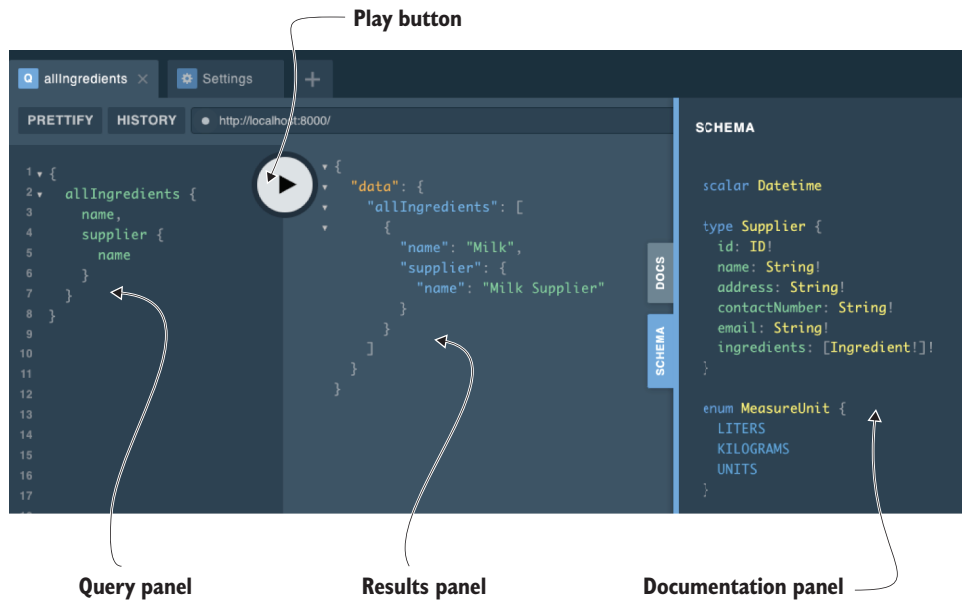 Play button
Q allIngredients ×
Settings
+
PRETTIFY
HISTORY
http://localhost:8000/
1 {
2 allIngredients {
3 name,
4 supplier {
5 name
6 }
7 }
8 }
9
10
11
12
13
14
15
16
17
{
"data": {
"allIngredients": [
{
"name": "Milk",
"supplier": {
"name": "Milk Supplier"
}
}
]
}
}
DOCS
SCHEMA
SCHEMA
scalar Datetime
type Supplier {
id: ID!
name: String!
address: String!
contactNumber: String!
email: String!
ingredients: [Ingredient!]!
}
enum MeasureUnit {
LITERS
KILOGRAMS
UNITS
}
Query panel
Results panel
Documentation panel